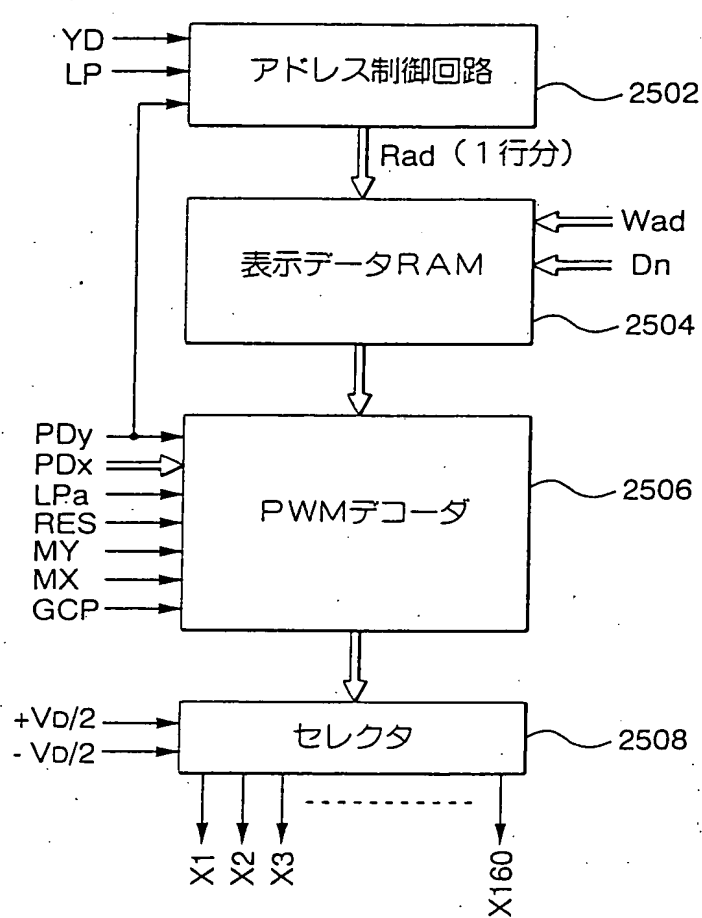 YD
LP
アドレス制御回路
2502
Rad（1行分）
表示データRAM
Wad
Dn
2504
PDy
PDx
LPa
RES
MY
MX
GCP
PWMデコーダ
2506
+VD/2
- VD/2
セレクタ
2508
X1
X2
X3
X160